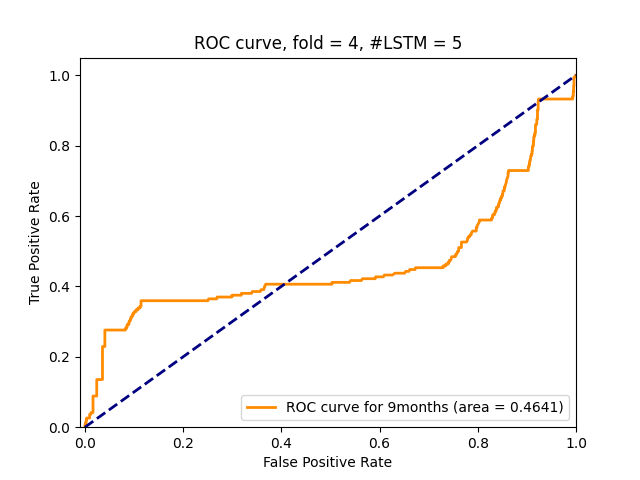 ROC curve, fold = 4, #LSTM = 5
True Positive Rate
1.0
0.8
0.6
0.4
0.2
0.0
0.0 0.2 0.4 0.6 0.8 1.0
False Positive Rate
ROC curve for 9months (area = 0.4641)